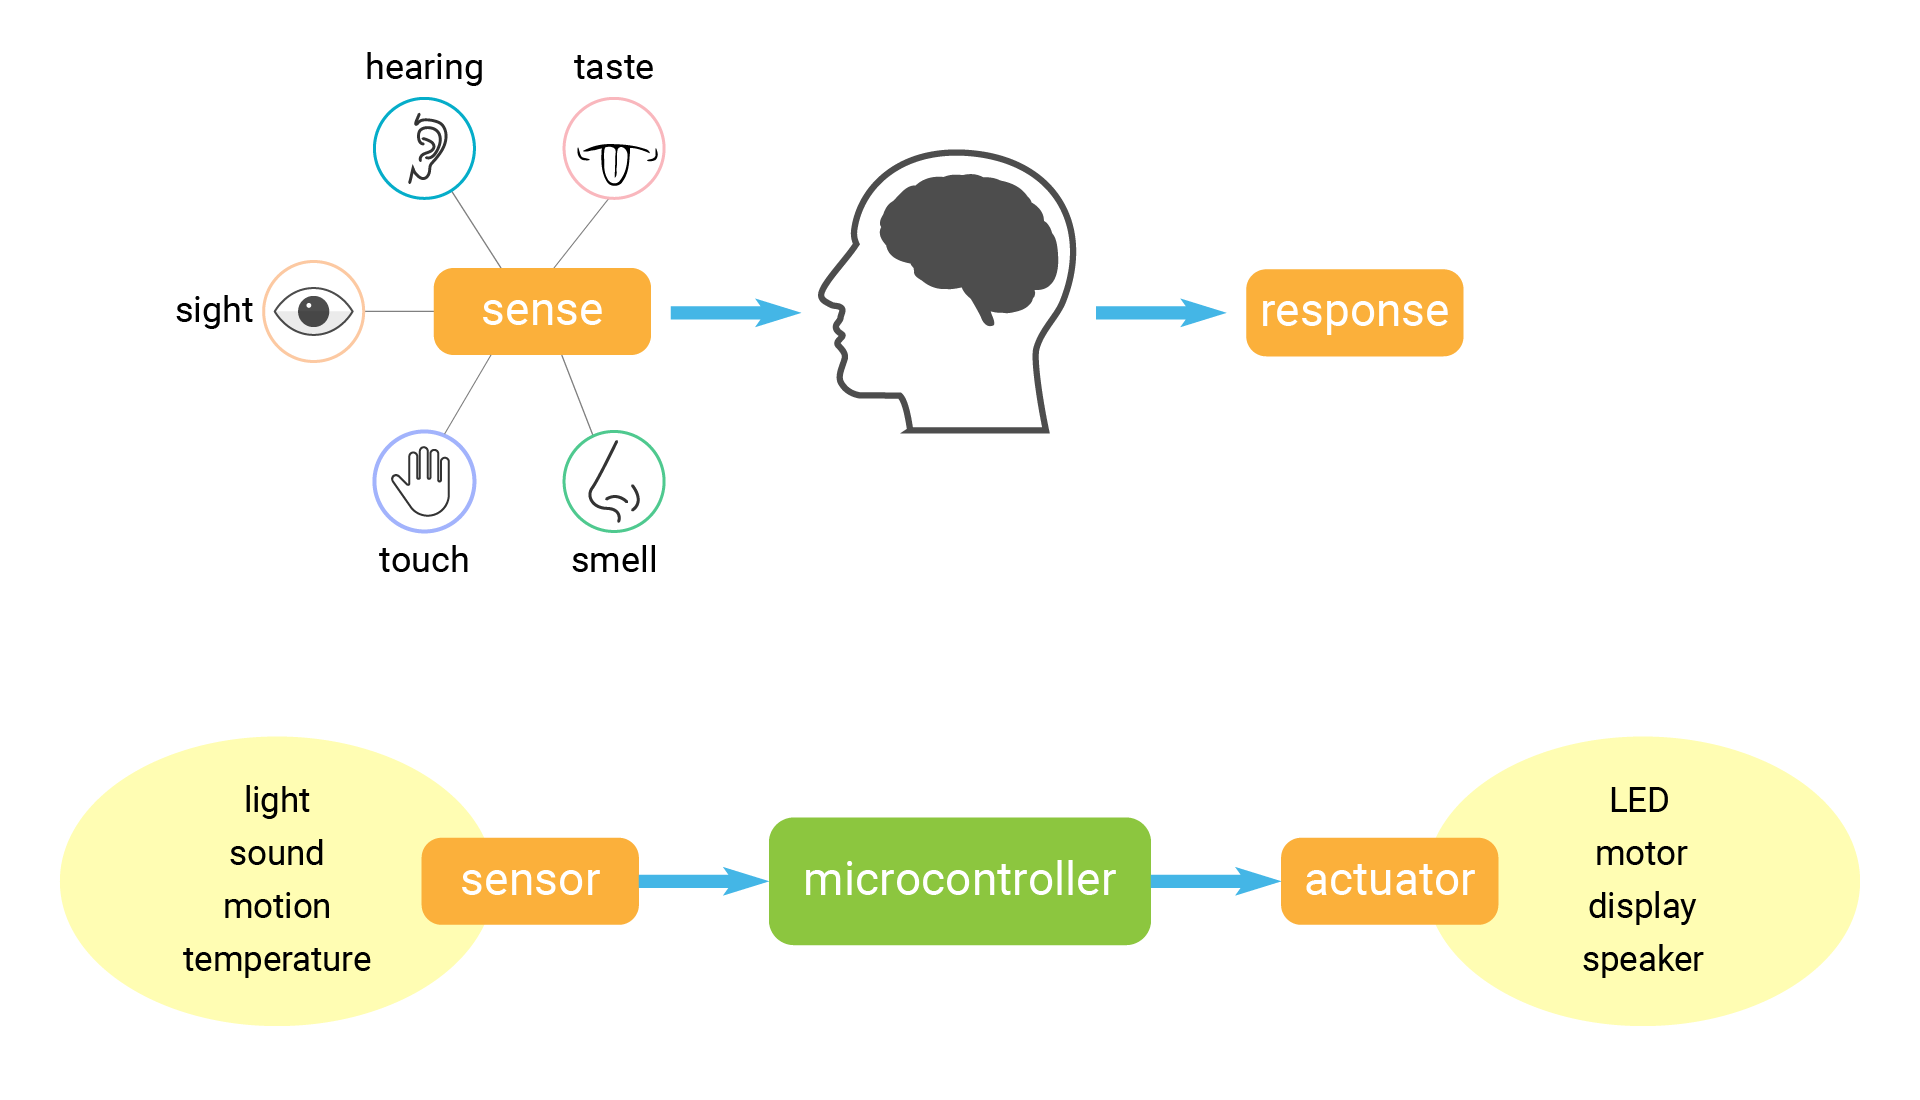 hearing
taste
sight
sense
response
touch
smell
light
sound
motion
temperature
sensor
microcontroller
actuator
LED
motor
display
speaker